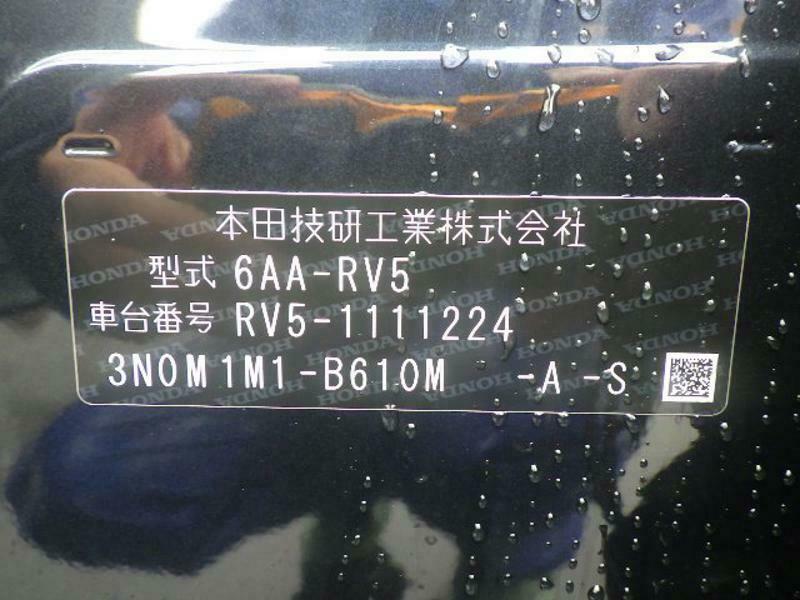 本田技研工業株式会社
型式 6AA-RV5
車台番号 RV5-1111224
3N0M1M1-B610M -A -S